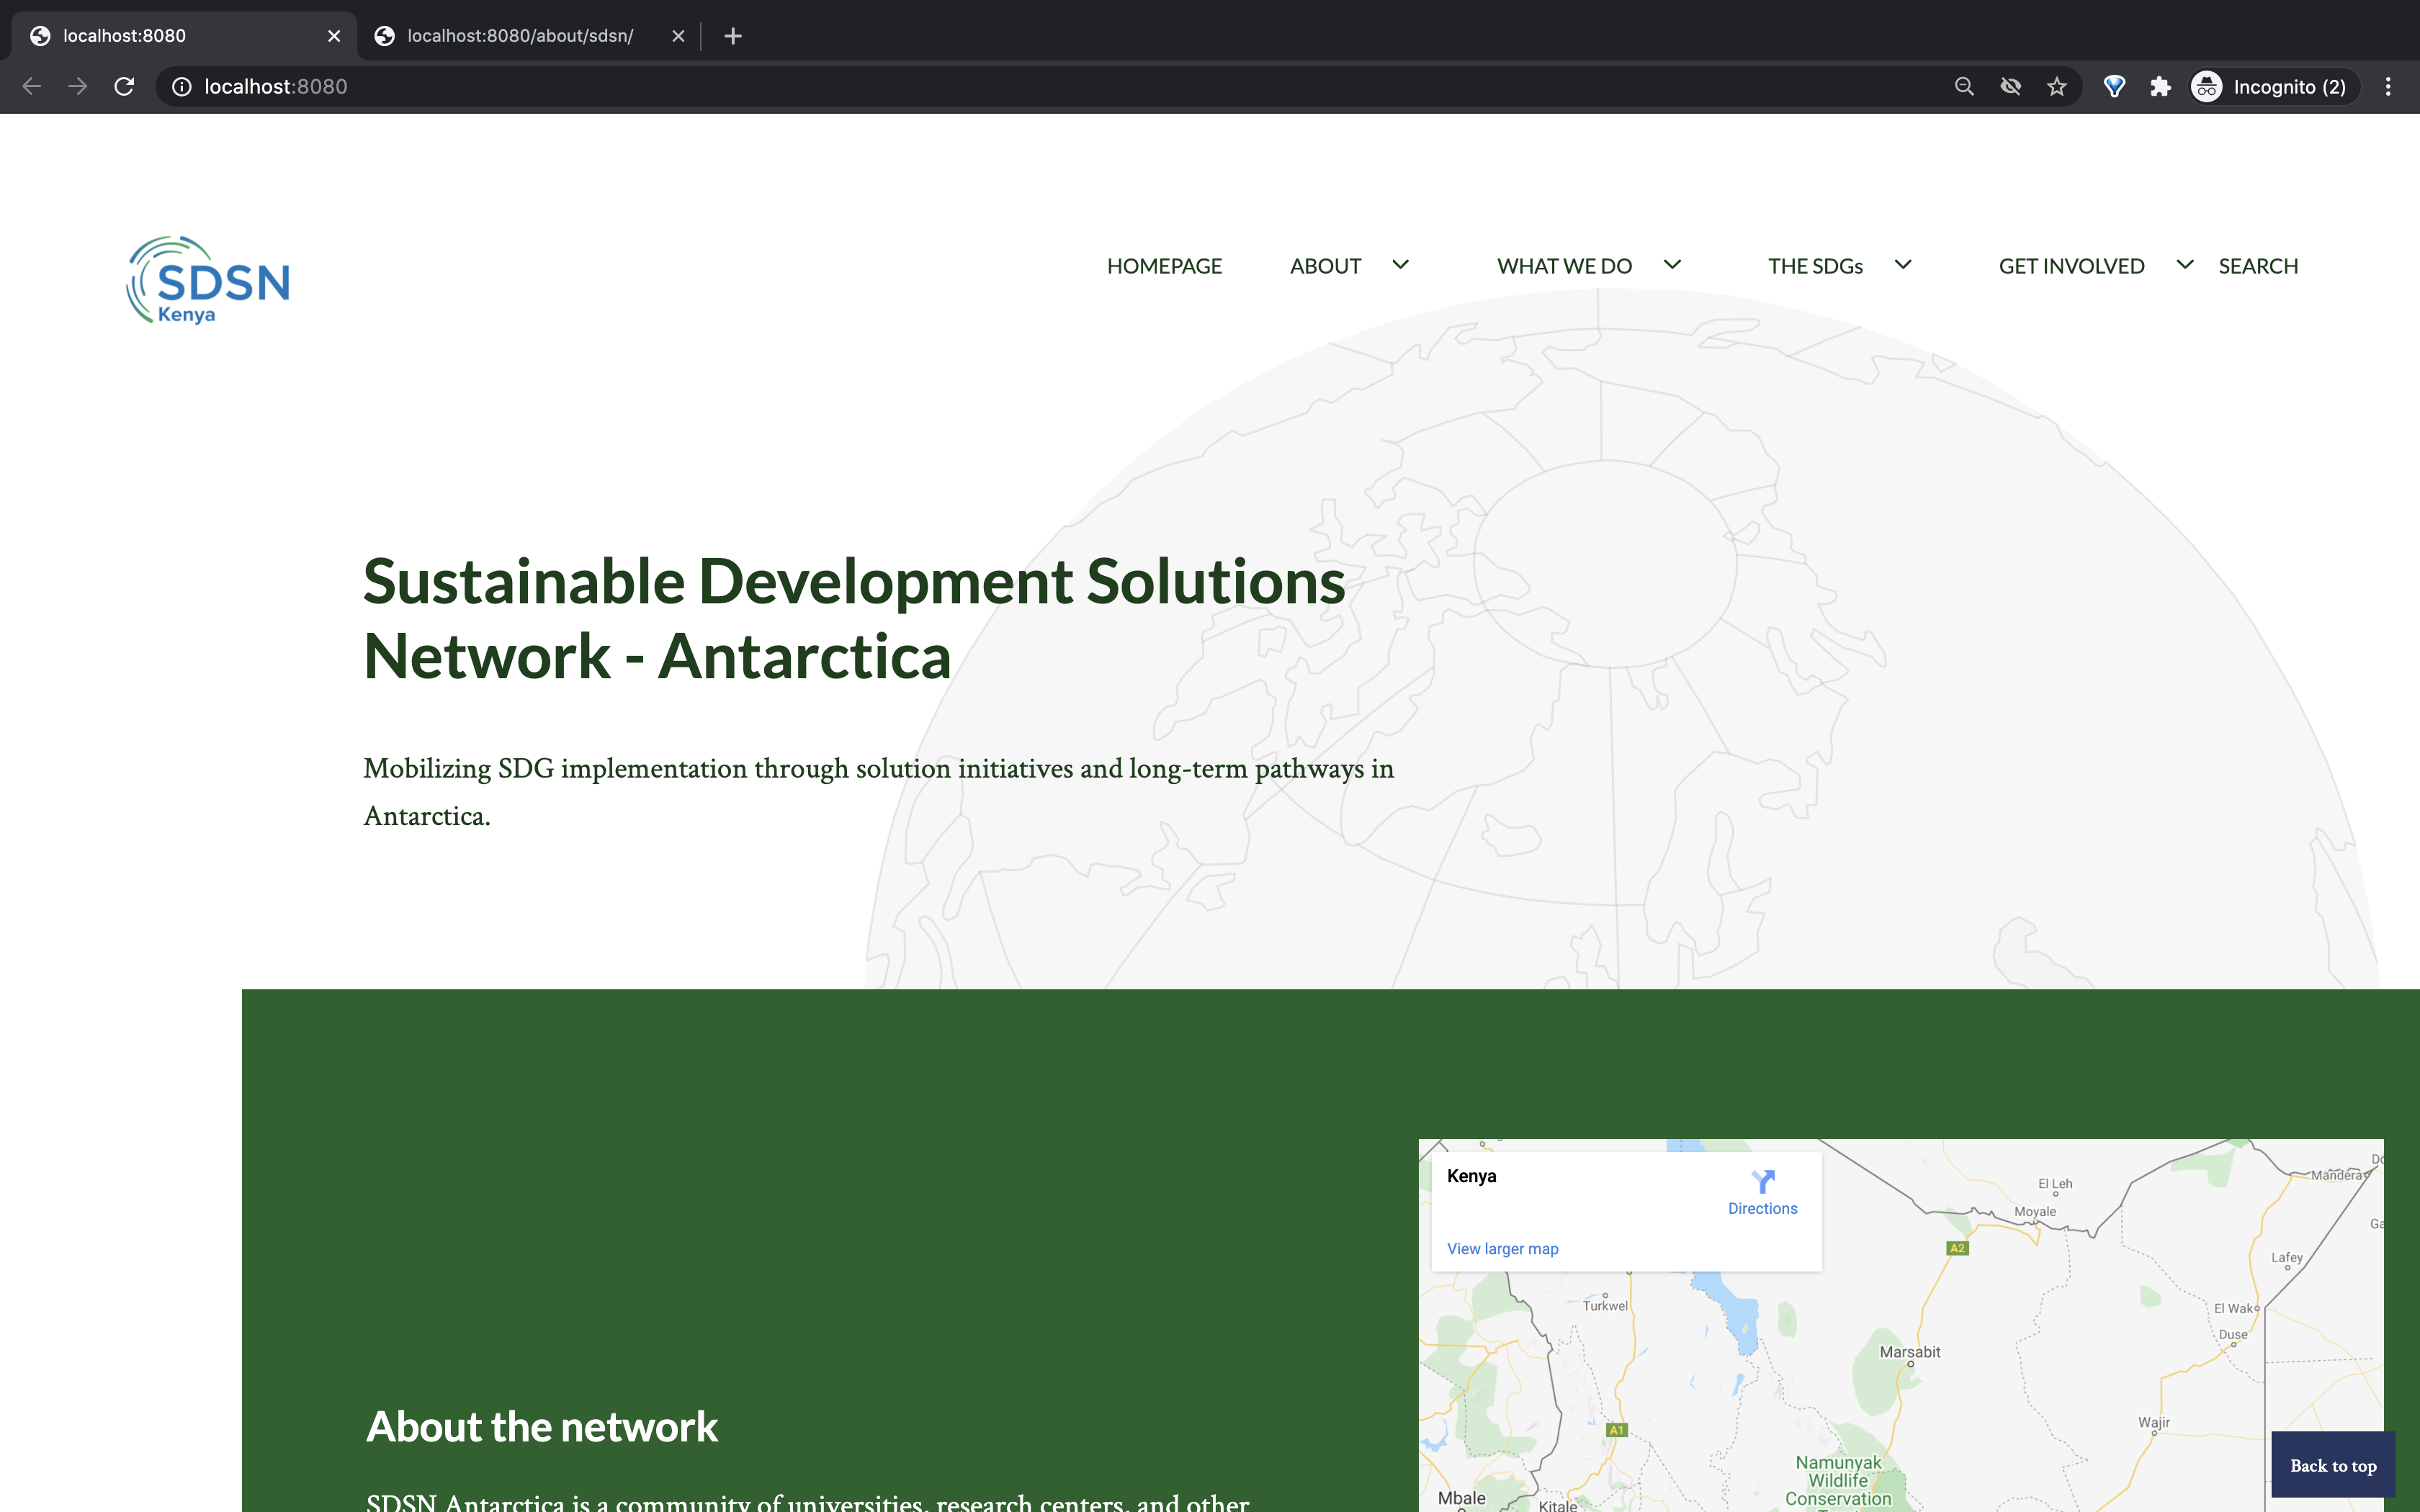 localhost:8080
localhost:8080/about/sdsn/
localhost:8080
Incognito (2)
SDSN
Kenya
HOMEPAGE
ABOUT
WHAT WE DO
THE SDGs
GET INVOLVED
SEARCH
Sustainable Development Solutions
Network - Antarctica
Mobilizing SDG implementation through solution initiatives and long-term pathways in
Antarctica.
Kenya
Directions
View larger map
El Leh
Mandera
Moyale
A2
Lafey
Turkwel
El Wak
Duse
Marsabit
A1
Wajir
Namunyak
Wildlife
Conservation
Mbale
Kitale
About the network
SDSN Antarctica is a community of universities, research centers, and other
Back to top